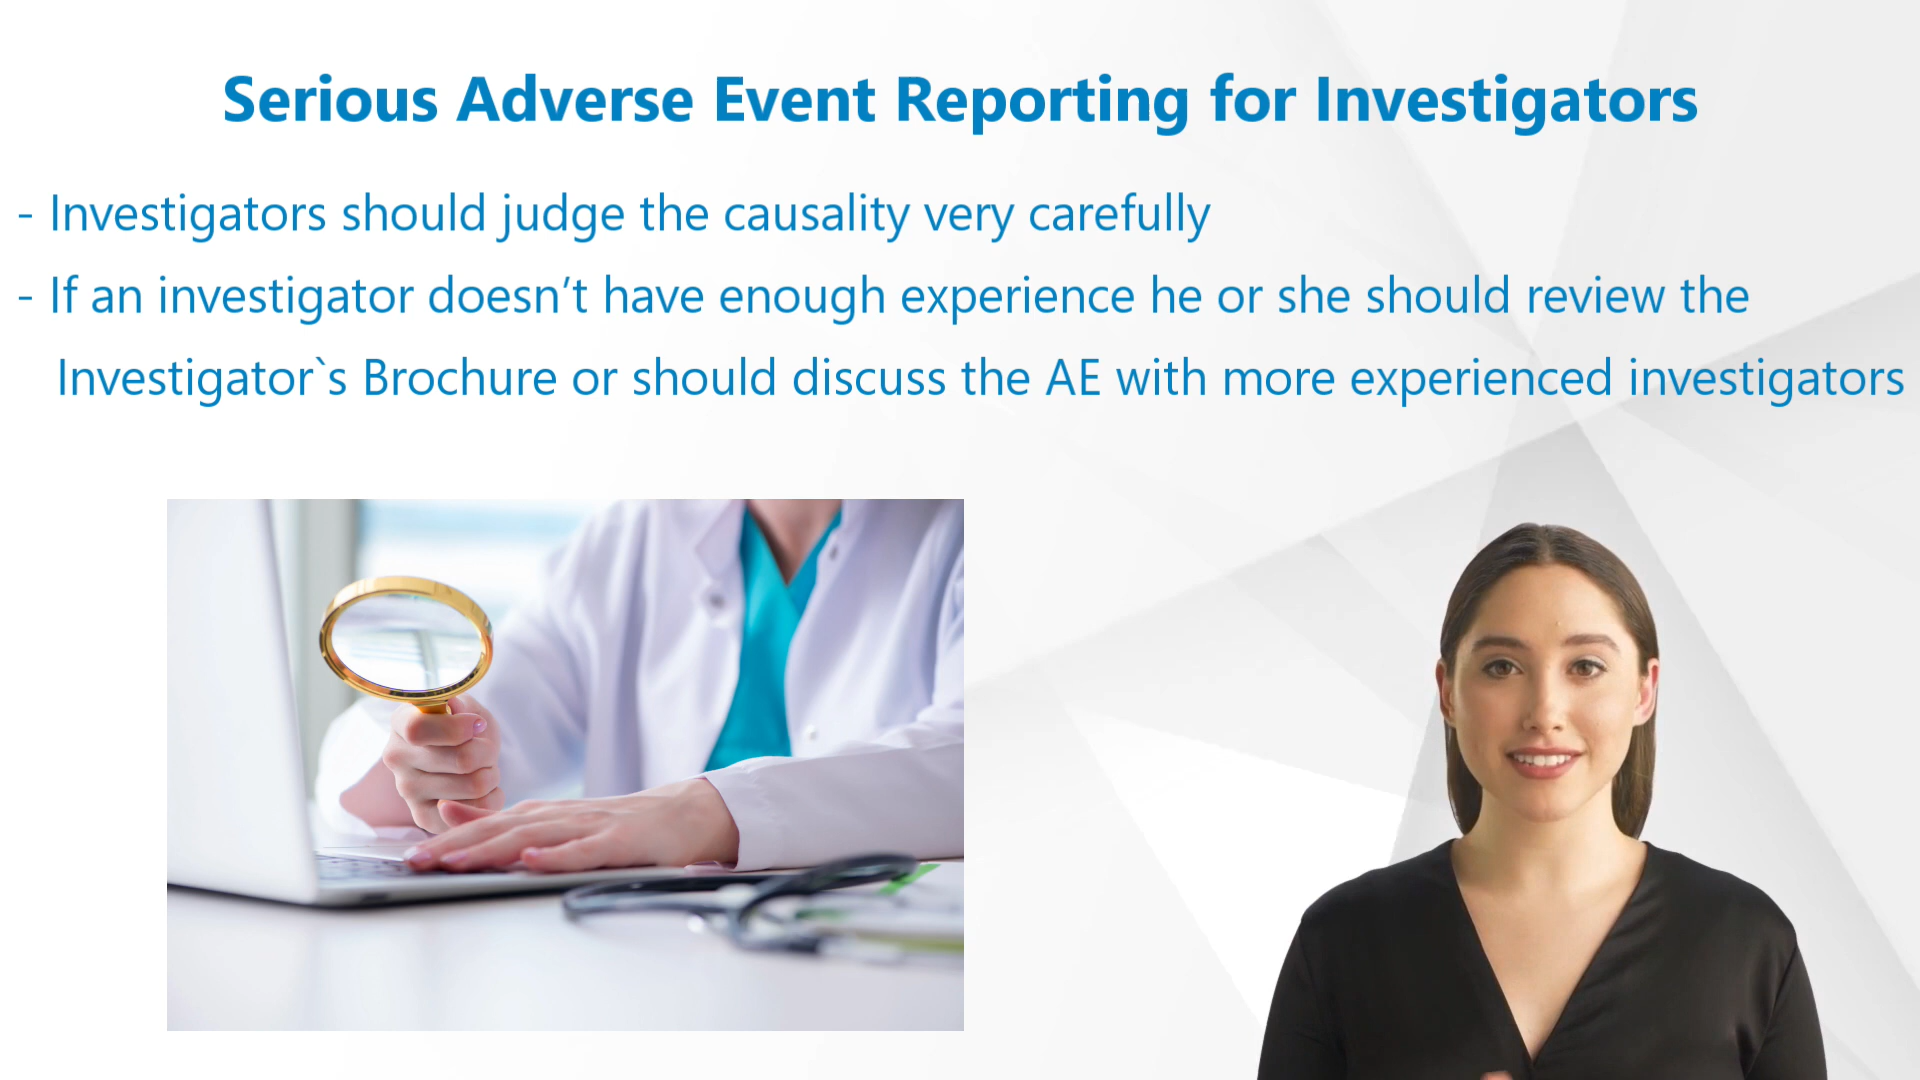 Serious Adverse Event Reporting for Investigators
- Investigators should judge the causality very carefully
- If an investigator doesn’t have enough experience he or she should review the
Investigator`s Brochure or should discuss the AE with more experienced investigators